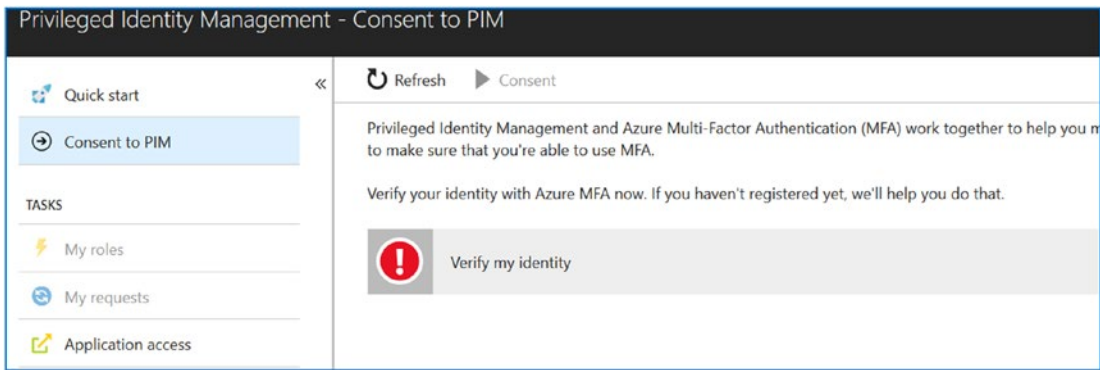 Privileged Identity Management - Consent to PIM
Quick start
«
Consent to PIM
TASKS
My roles
My requests
Application access
Refresh Consent
Privileged Identity Management and Azure Multi-Factor Authentication (MFA) work together to help you
to make sure that you're able to use MFA.
Verify your identity with Azure MFA now. If you haven't registered yet, we'll help you do that.
Verify my identity